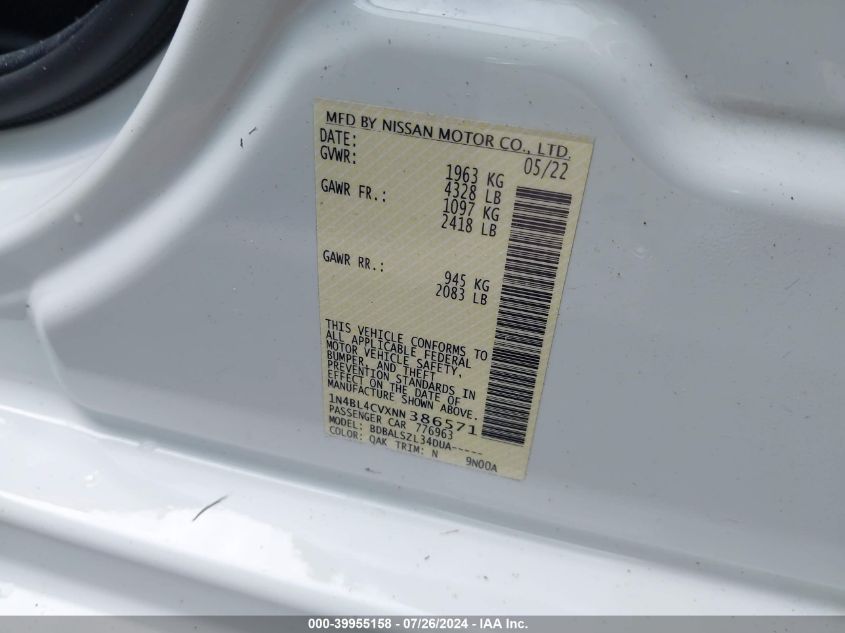 MFD BY NISSAN MOTOR CO., LTD.
DATE: 05/22
GVWR: 1963 KG
4328 LB
GAWR FR.: 1097 KG
2418 LB
GAWR RR.: 945 KG
2083 LB
THIS VEHICLE CONFORMS TO
ALL APPLICABLE FEDERAL
MOTOR VEHICLE SAFETY,
BUMPER, AND THEFT
PREVENTION STANDARDS IN
EFFECT ON THE DATE OF
MANUFACTURE SHOWN ABOVE.
1N4BL4CVXNN386571
PASSENGER CAR 776963
MODEL: BDBALSZL34DUA-----
COLOR: QAK TRIM: N 9N00A
000-39955158 - 07/26/2024 - IAA Inc.